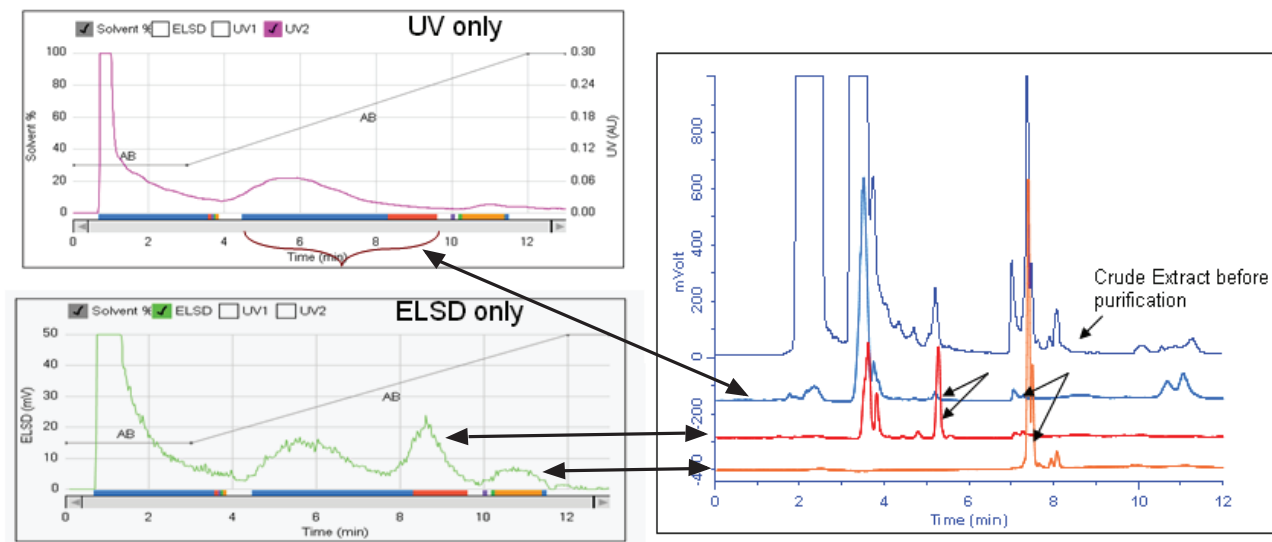 Solvent % ELSD UV1 UV2 UV only
100
80
60
40
20
0
Solvent %
AB
AB
0.30
0.24
0.18
0.12
0.06
0.00
UV (AU)
0 2 4 6 8 10 12
Time (min)
Solvent % ELSD UV1 UV2 ELSD only
50
40
30
20
10
0
ELSD (mV)
AB
AB
0 2 4 6 8 10 12
Time (min)
800
600
400
200
0
-200
-400
mVolt
Crude Extract before
purification
0 2 4 6 8 10 12
Time (min)